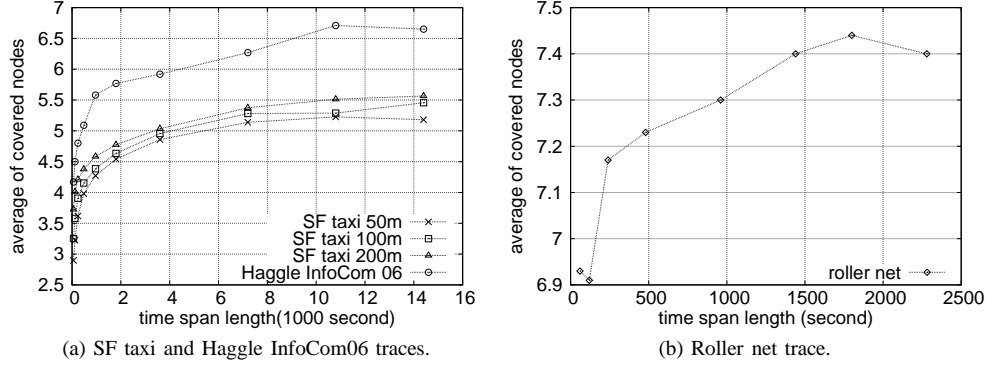 average of covered nodes
7
6.5
6
5.5
5
4.5
4
3.5
3
2.5
SF taxi 50m
SF taxi 100m
SF taxi 200m
Haggle InfoCom 06
0 2 4 6 8 10 12 14 16
time span length(1000 second)
(a) SF taxi and Haggle InfoCom06 traces.
average of covered nodes
7.5
7.4
7.3
7.2
7.1
7
6.9
roller net
0 500 1000 1500 2000 2500
time span length (second)
(b) Roller net trace.